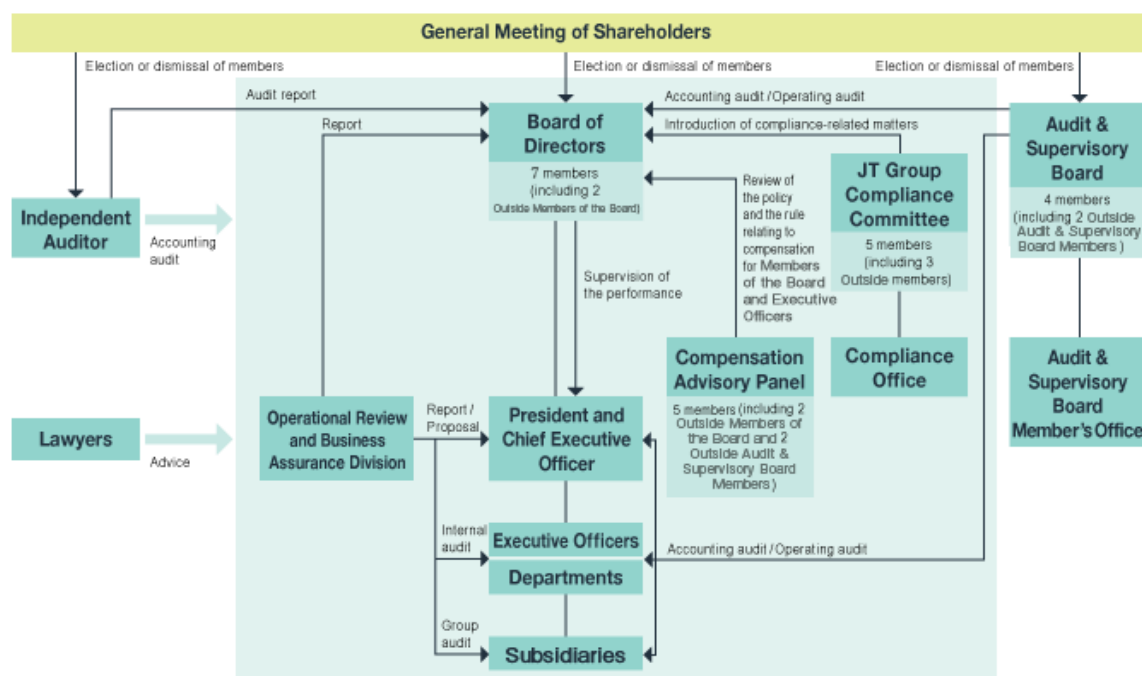 General Meeting of Shareholders
Election or dismissal of members
Election or dismissal of members
Election or dismissal of members
Audit report
Accounting audit / Operating audit
Report
Introduction of compliance-related matters
Board of
Directors
7 members
(including 2
Outside Members of the Board)
Audit &
Supervisory
Board
4 members
(including 2 Outside
Audit & Supervisory
Board Members )
JT Group
Compliance
Committee
5 members
(including 3
Outside members)
Review of
the policy
and the rule
relating to
compensation
for Members
of the Board
and Executive
Officers
Independent
Auditor
Accounting
audit
Supervision of
the performance
Compensation
Advisory Panel
5 members (including 2
Outside Members of
the Board and 2
Outside Audit &
Supervisory Board
Members )
Compliance
Office
Audit &
Supervisory
Board
Member's Office
Lawyers
Advice
Operational Review
and Business
Assurance Division
Report /
Proposal
President and
Chief Executive
Officer
Internal
audit
Executive Officers
Departments
Accounting audit / Operating audit
Group
audit
Subsidiaries